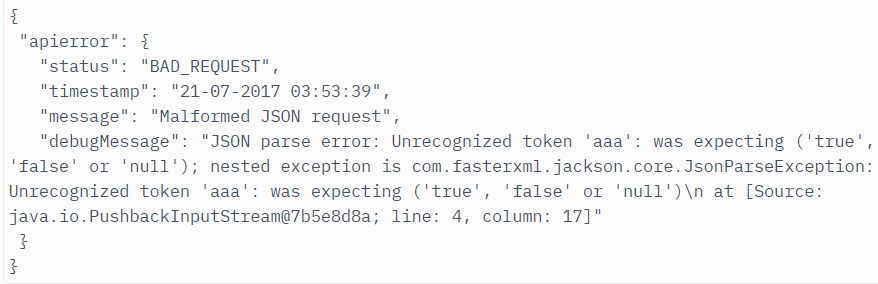 {
"apierror": {
"status": "BAD_REQUEST",
"timestamp": "21-07-2017 03:53:39",
"message": "Malformed JSON request",
"debugMessage": "JSON parse error: Unrecognized token 'aaa': was expecting ('true',
'false' or 'null'); nested exception is com.fasterxml.jackson.core.JsonParseException:
Unrecognized token 'aaa': was expecting ('true', 'false' or 'null')\n at [Source:
java.io.PushbackInputStream@7b5e8d8a; line: 4, column: 17]"
}
}